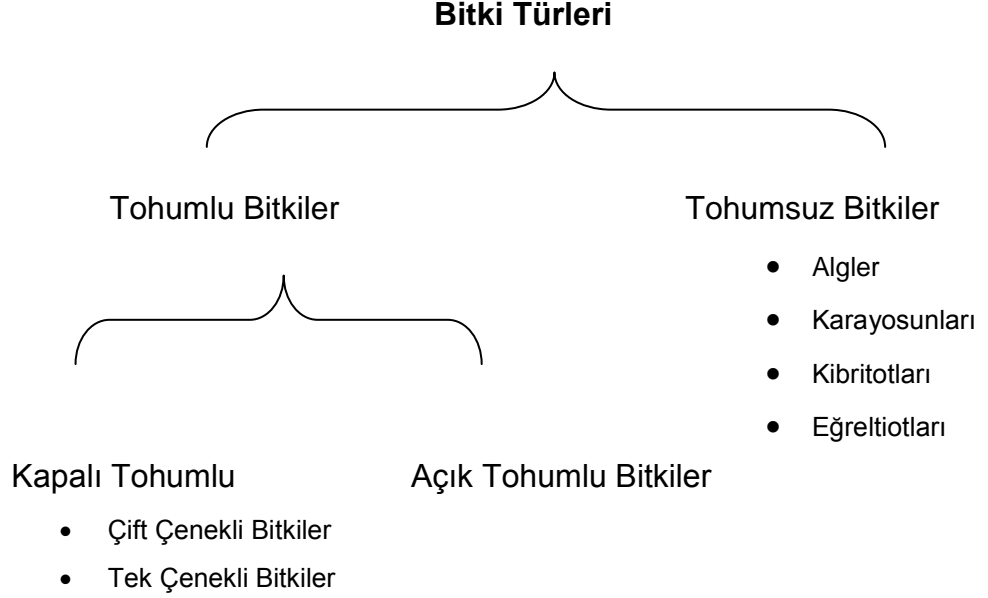 Bitki Türleri
Tohumlu Bitkiler
Tohumsuz Bitkiler
• Algler
• Karayosunları
• Kibritotları
• Eğreltiotları
Kapalı Tohumlu
Açık Tohumlu Bitkiler
• Çift Çenekli Bitkiler
• Tek Çenekli Bitkiler